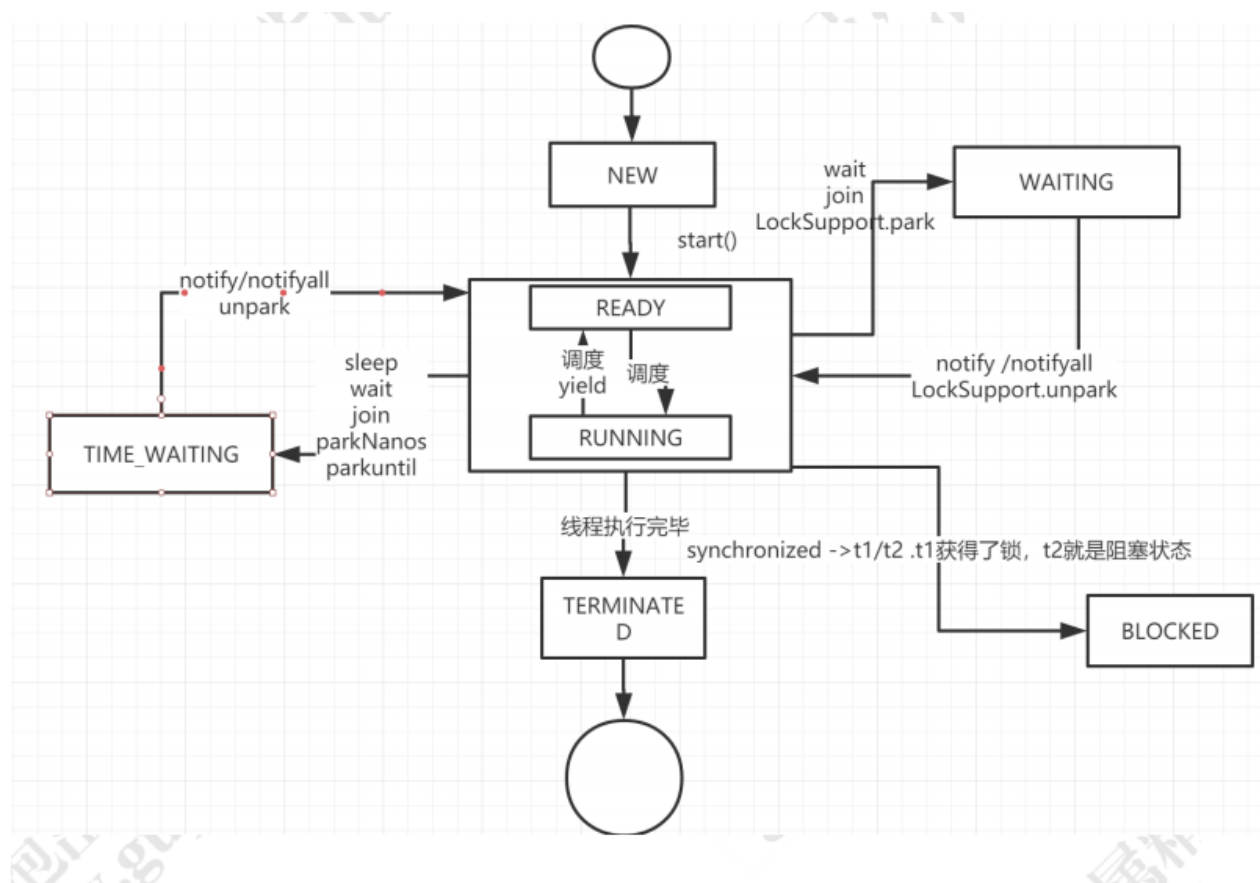 NEW
start()
wait
join
LockSupport.park
WAITING
notify/notifyall
unpark
READY
调度
yield
调度
RUNNING
sleep
wait
join
parkNanos
parkuntil
TIME_WAITING
notify /notifyall
LockSupport.unpark
线程执行完毕
synchronized ->t1/t2 .t1获得了锁，t2就是阻塞状态
TERMINATE
D
BLOCKED